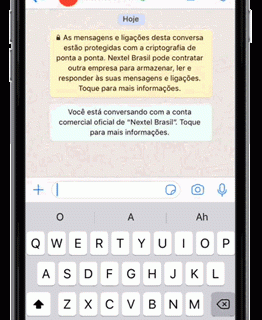 Hoje
As mensagens e ligações desta conversa
estão protegidas com a criptografia de
ponta a ponta. Nextel Brasil pode contratar
outra empresa para armazenar, ler e
responder às suas mensagens e ligações.
Toque para mais informações.
Você está conversando com a conta
comercial oficial de "Nextel Brasil". Toque
para mais informações.
O A Ah
Q W E R T Y U I O P
A S D F G H J K L
Z X C V B N M